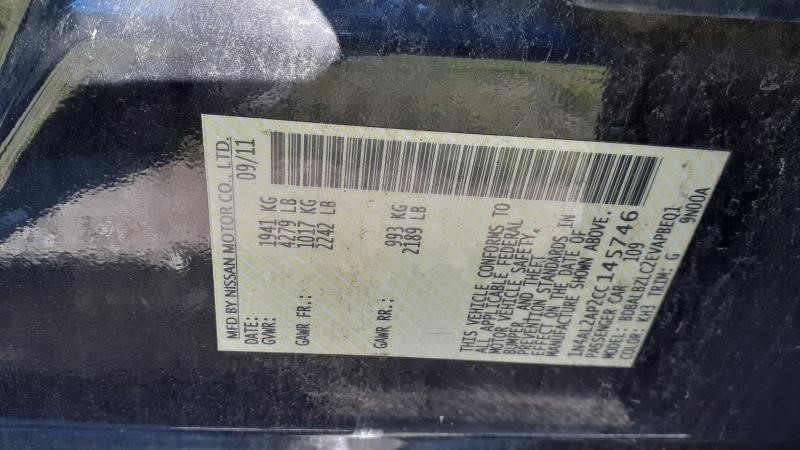 MFD BY NISSAN MOTOR CO., LTD.
DATE: 09/11
GVWR: 1941 KG
4279 LB
GAWR FR.: 1017 KG
2242 LB
GAWR RR.: 993 KG
2189 LB
THIS VEHICLE CONFORMS TO
ALL APPLICABLE FEDERAL
MOTOR VEHICLE SAFETY,
BUMPER, AND THEFT
PREVENTION STANDARDS IN
EFFECT ON THE DATE OF
MANUFACTURE SHOWN ABOVE.
1N4AL2AP2CC145746
PASSENGER CAR 109
MODEL: BDBALBZLC2EVAPBEQ1
COLOR: KH3 TRIM: G 9N00A